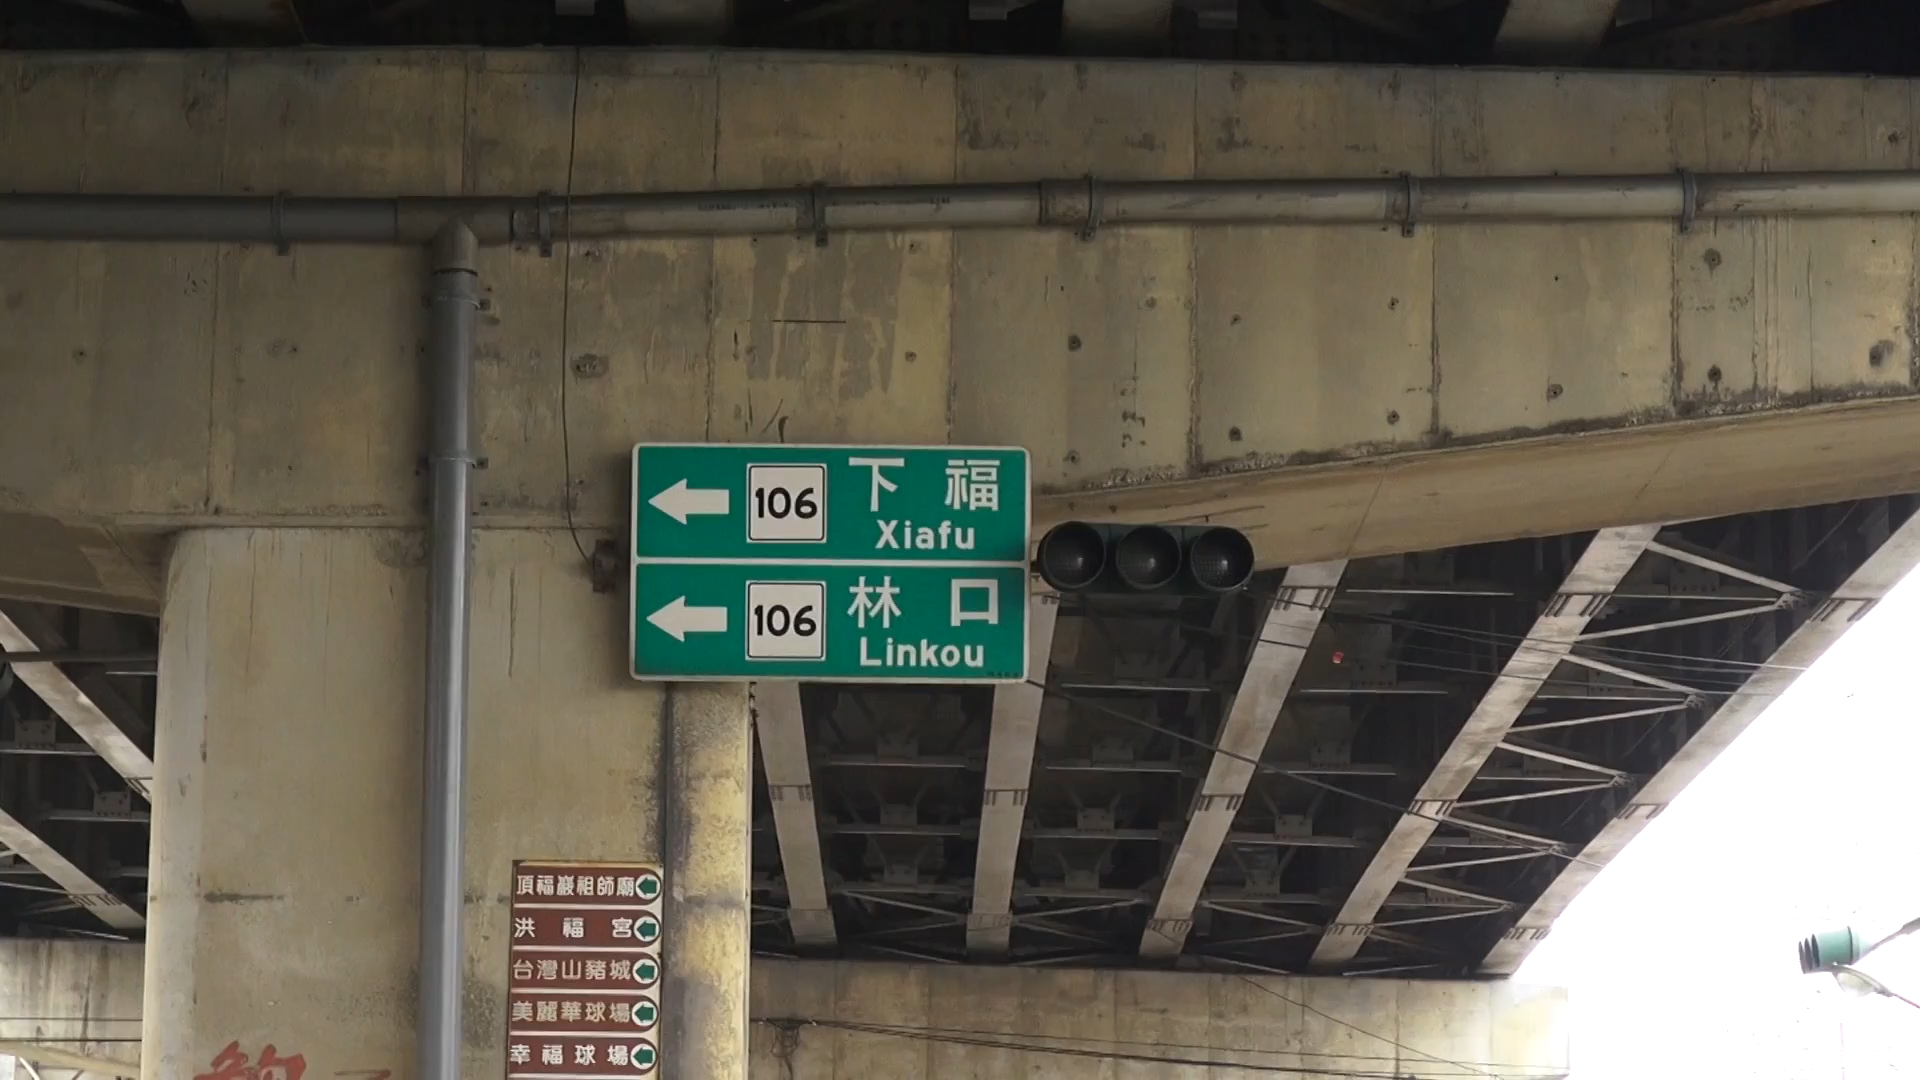 106 下福
Xiafu
106 林口
Linkou
頂福巖祖師廟
洪福宮
台灣山豬城
美麗華球場
幸福球場